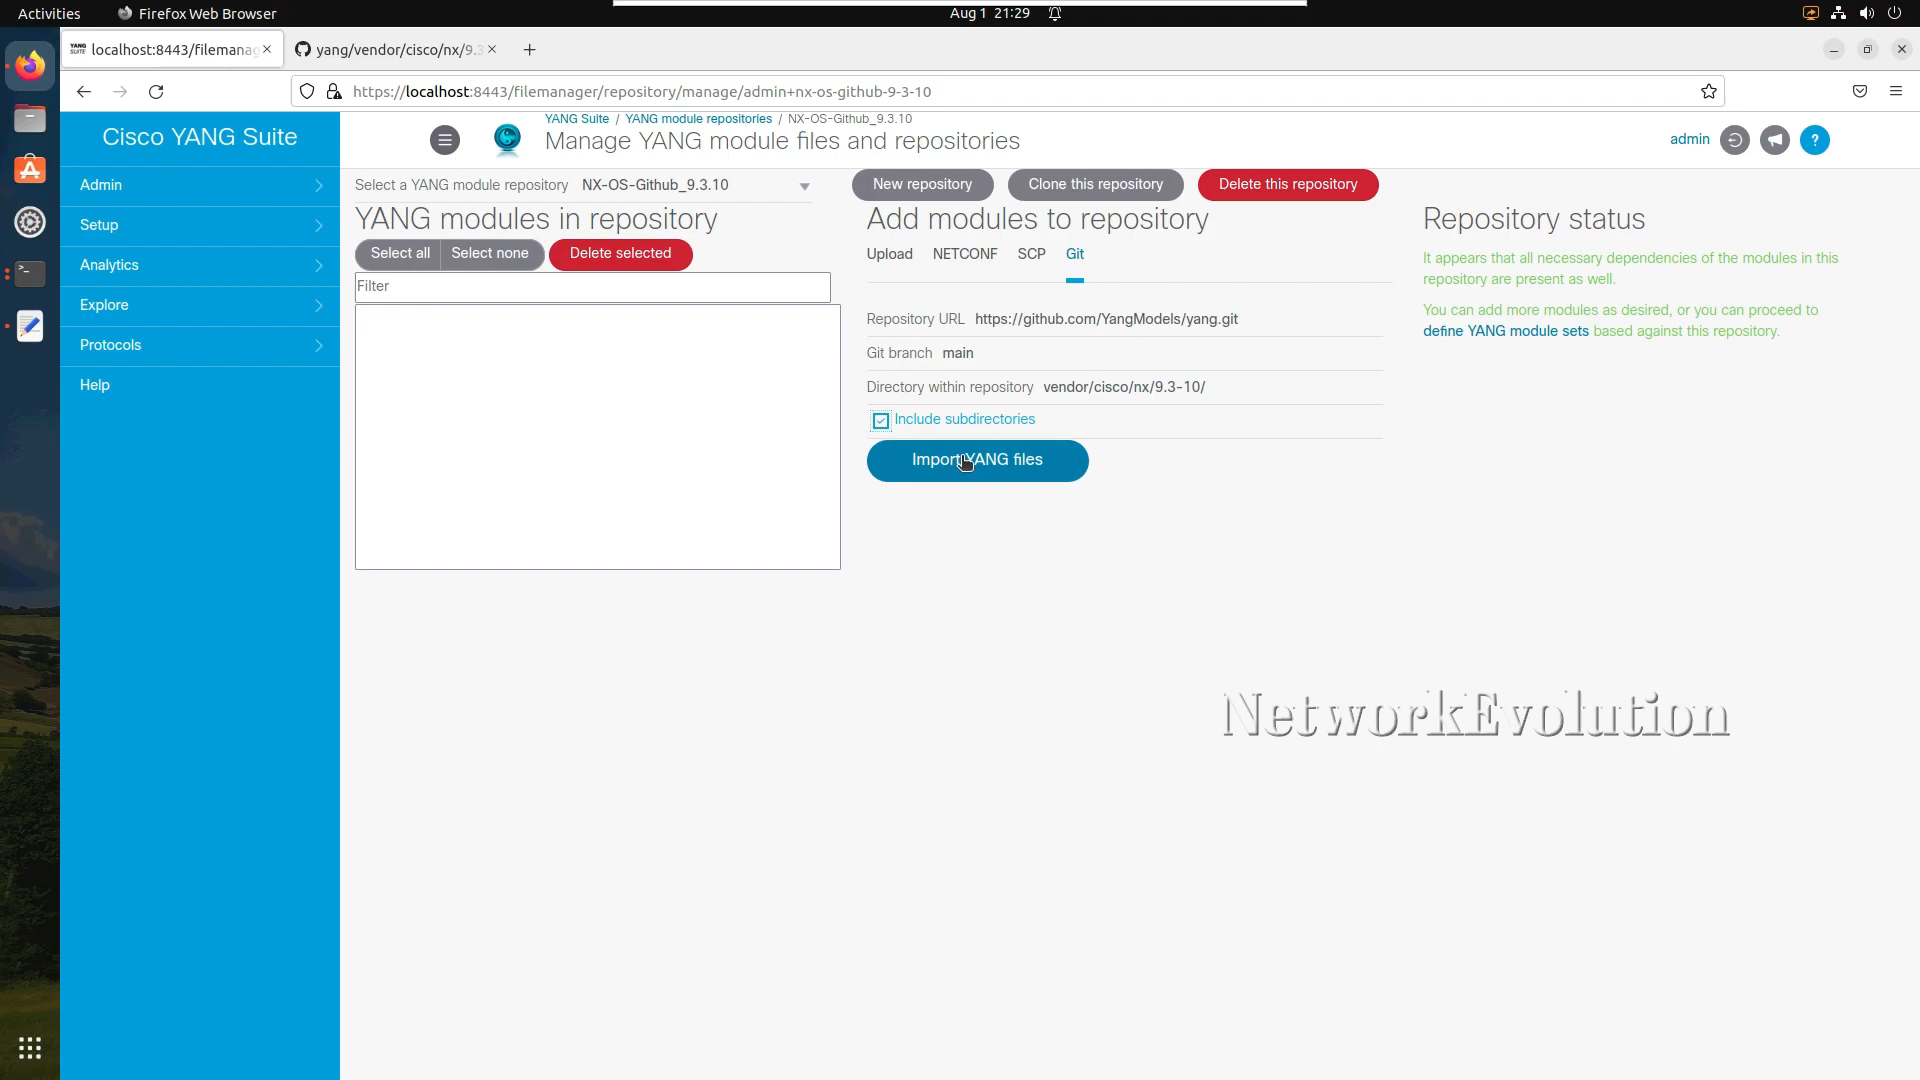 Activities
Firefox Web Browser
Aug 1 21:29
YANG SUITE localhost:8443/filemanag
yang/vendor/cisco/nx/9.3
https://localhost:8443/filemanager/repository/manage/admin+nx-os-github-9-3-10
Cisco YANG Suite
Admin
Setup
Analytics
Explore
Protocols
Help
YANG Suite / YANG module repositories / NX-OS-Github_9.3.10
Manage YANG module files and repositories
admin
?
Select a YANG module repository NX-OS-Github_9.3.10
New repository
Clone this repository
Delete this repository
YANG modules in repository
Select all
Select none
Delete selected
Filter
Add modules to repository
Upload NETCONF SCP Git
Repository URL https://github.com/YangModels/yang.git
Git branch main
Directory within repository vendor/cisco/nx/9.3-10/
Include subdirectories
Import YANG files
Repository status
It appears that all necessary dependencies of the modules in this
repository are present as well.
You can add more modules as desired, or you can proceed to
define YANG module sets based against this repository.
NetworkEvolution